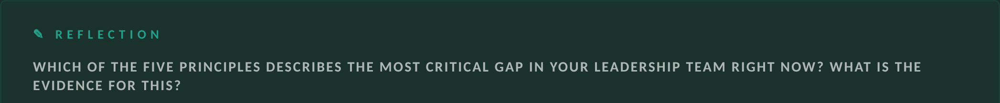 ✎ REFLECTION
WHICH OF THE FIVE PRINCIPLES DESCRIBES THE MOST CRITICAL GAP IN YOUR LEADERSHIP TEAM RIGHT NOW? WHAT IS THE
EVIDENCE FOR THIS?